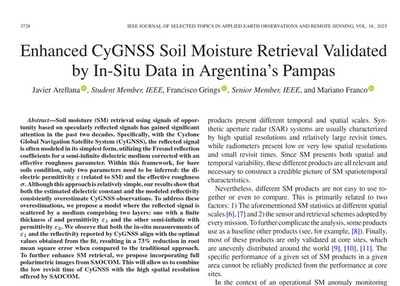 3728
IEEE JOURNAL OF SELECTED TOPICS IN APPLIED EARTH OBSERVATIONS AND REMOTE SENSING, VOL. 18, 2025
Enhanced CyGNSS Soil Moisture Retrieval Validated
by In-Situ Data in Argentina's Pampas
Javier Arellana, Student Member, IEEE, Francisco Grings, Senior Member, IEEE, and Mariano Franco
Abstract—Soil moisture (SM) retrieval using signals of oppor-
tunity based on specularly reflected signals has gained significant
attention in the past two decades. Specifically, with the Cyclone
Global Navigation Satellite System (CyGNSS), the reflected signal
is often modeled in its simplest form, utilizing the Fresnel reflection
coefficients for a semi-infinite dielectric medium corrected with an
effective roughness parameter. Within this framework, for bare
soils condition, only two parameters need to be inferred: the di-
electric permittivity ε (related to SM) and the effective roughness
σ. Although this approach is relatively simple, our results show that
both the estimated dielectric constant and the modeled reflectivity
consistently overestimate CyGNSS observations. To address these
overestimations, we propose a model where the reflected signal is
scattered by a medium comprising two layers: one with a finite
thickness d and permittivity ε₁ and the other semi-infinite with
permittivity ε₂. We observe that both the in-situ measurements of
ε₁ and the reflectivity reported by CyGNSS align with the optimal
values obtained from the fit, resulting in a 73% reduction in root
mean square error when compared to the traditional approach.
To further enhance SM retrieval, we propose incorporating full
polarimetric images from SAOCOM. This will allow us to combine
the low revisit time of CyGNSS with the high spatial resolution
offered by SAOCOM.
products present different temporal and spatial scales. Syn-
thetic aperture radar (SAR) systems are usually characterized
by high spatial resolutions and relatively large revisit times,
while radiometers present low or very low spatial resolutions
and small revisit times. Since SM presents both spatial and
temporal variability, these different products are all relevant and
necessary to construct a credible picture of SM spatiotemporal
characteristics.
Nevertheless, different SM products are not easy to use to-
gether or even to compare. This is primarily related to two
factors: 1) The aforementioned SM statistics at different spatial
scales [6], [7] and 2) the sensor and retrieval schemes adopted by
every mission. To further complicate the analysis, some products
use as a baseline other products (see, for example, [8]). Finally,
most of these products are only validated at core sites, which
are unevenly distributed around the world [9], [10], [11]. The
specific performance of a given set of SM products in a given
area cannot be reliably predicted from the performance at core
sites.
In the context of an operational SM anomaly monitoring